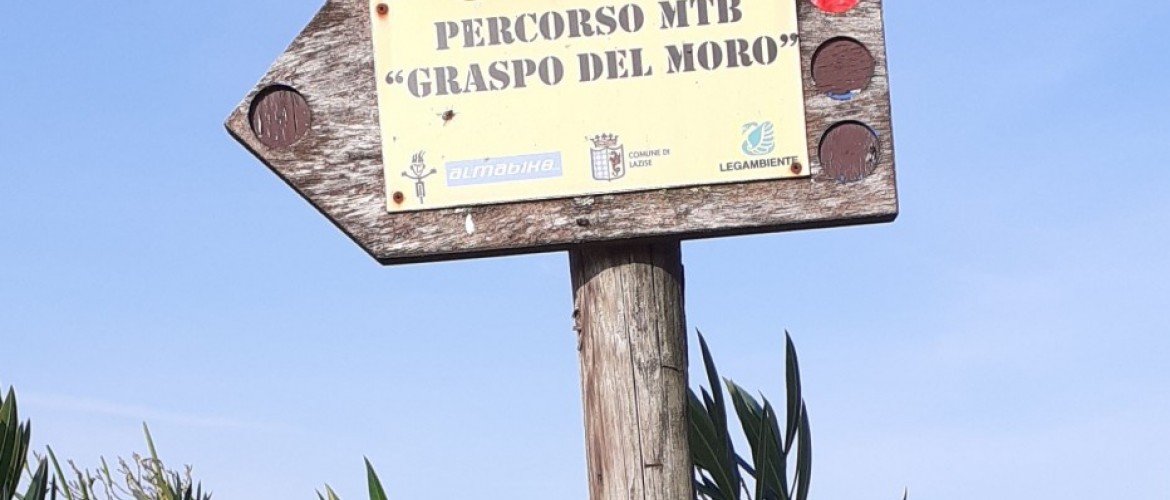 PERCORSO MTB
“GRASPO DEL MORO”
almabike
COMUNE DI
LAZISE
LEGAMBIENTE